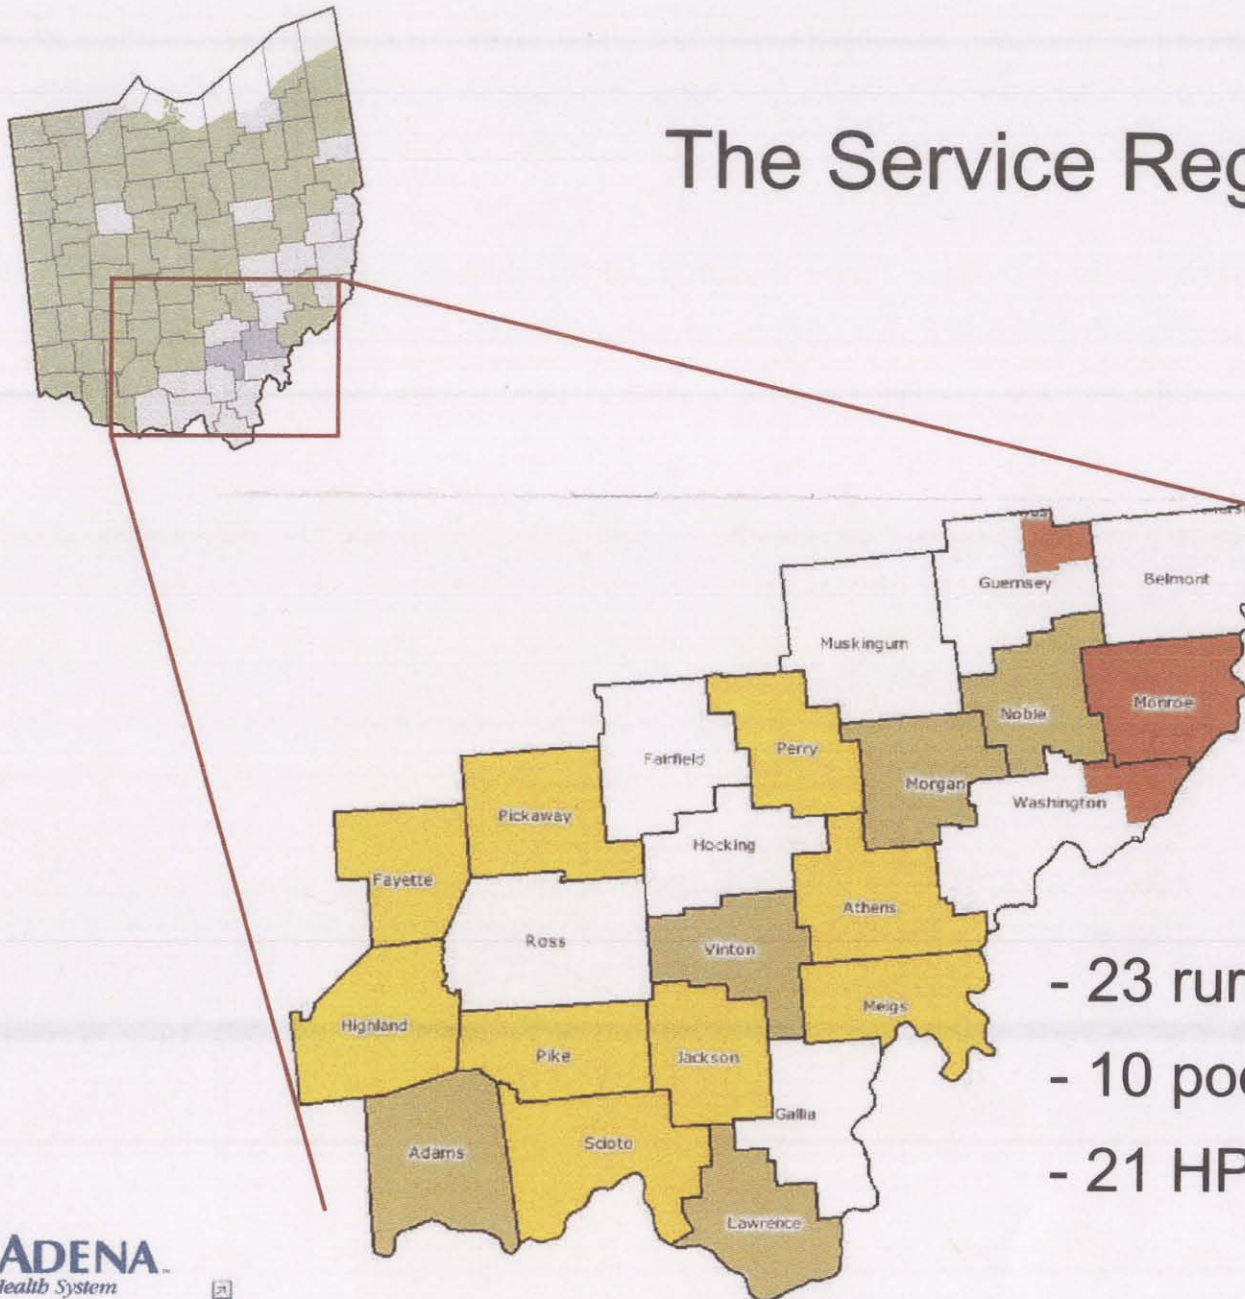 The Service Reg
Guernsey
Belmont
Muskingum
Noble
Monroe
Perry
Fairfield
Morgan
Washington
Pickaway
Hocking
Fayette
Athens
Ross
Vinton
Meigs
Highland
Pike
Jackson
Gallia
Scioto
Adams
Lawrence
- 23 rur
- 10 poo
- 21 HP
ADENA
Health System